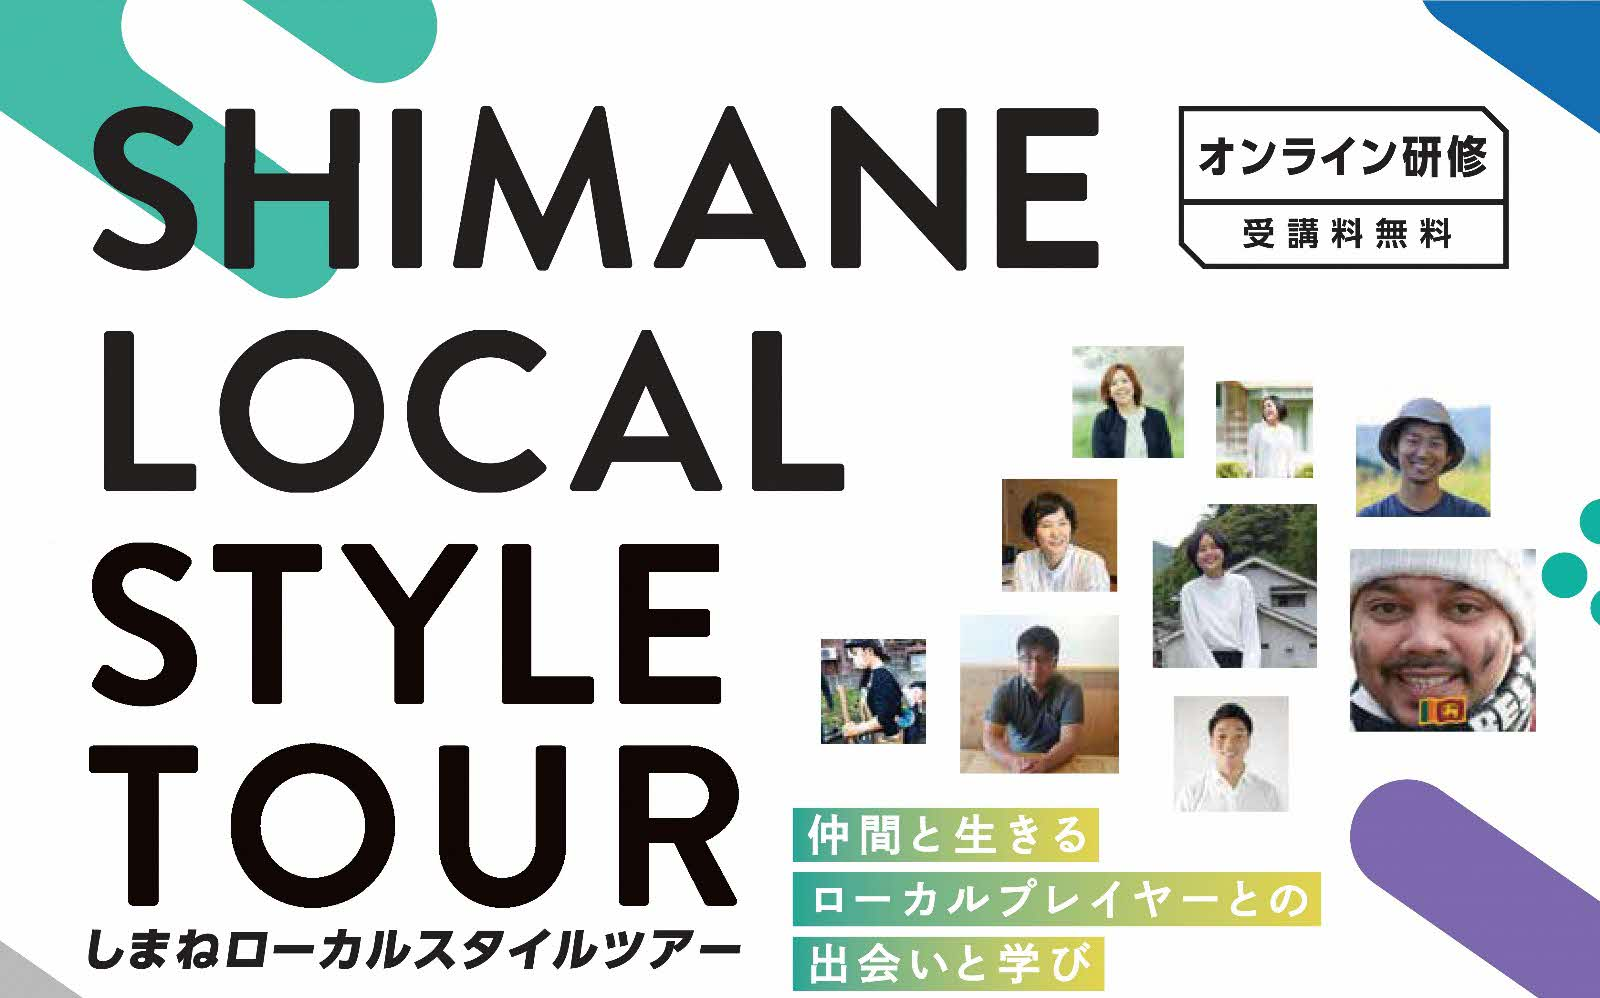 SHIMANE
オンライン研修
受講料無料
LOCAL
STYLE
TOUR
しまねローカルスタイルツアー
仲間と生きる
ローカルプレイヤーとの
出会いと学び